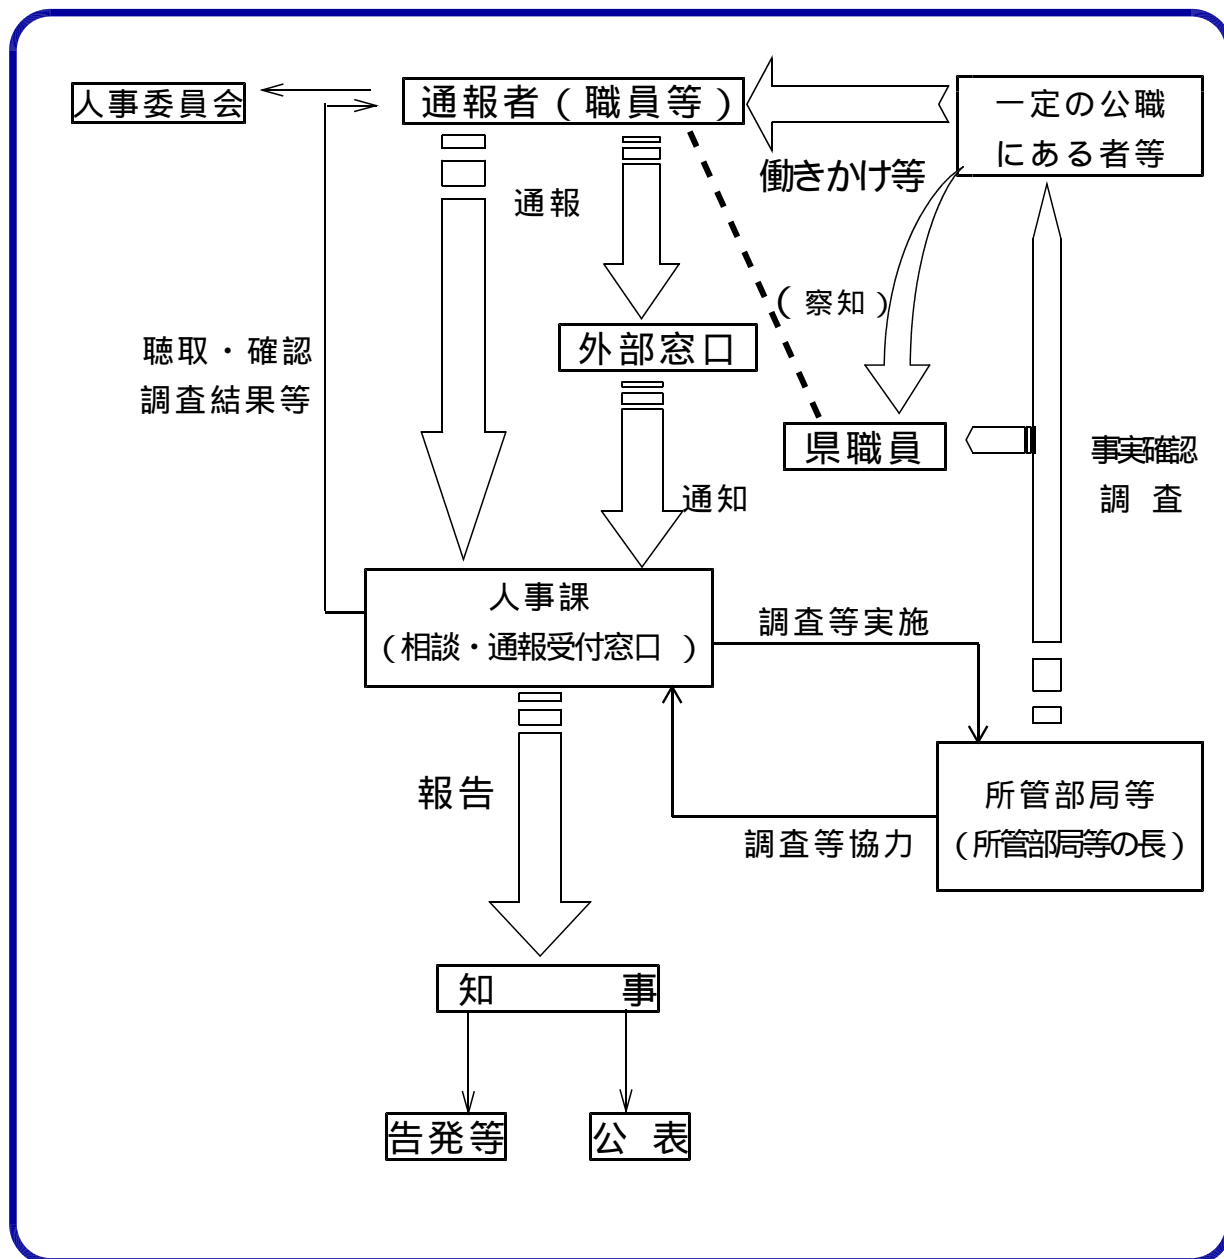 人事委員会
通報者(職員等)
一定の公職
にある者等
働きかけ等
通報
(察知)
外部窓口
聴取・確認
調査結果等
県職員
事実確認
調 査
通知
人事課
(相談・通報受付窓口 )
調査等実施
所管部局等
(所管部局等の長)
調査等協力
報告
知 事
告発等
公 表